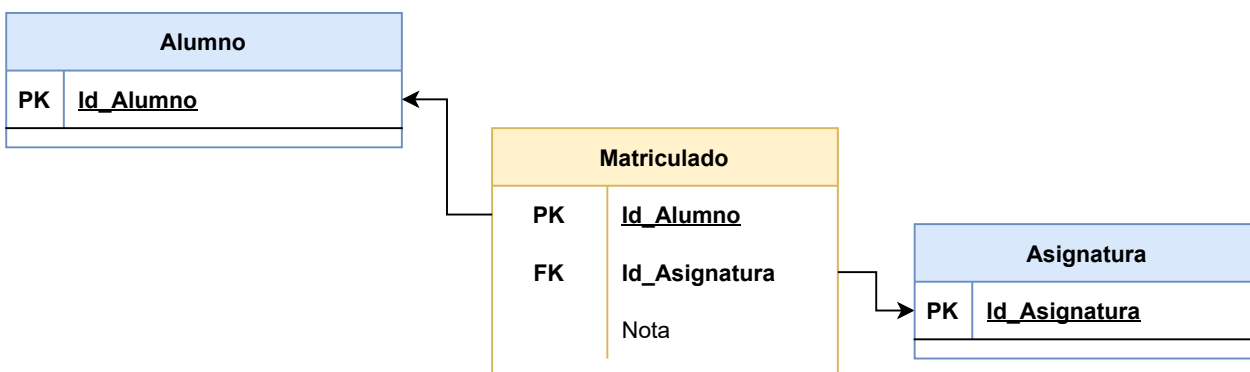 Alumno
PK Id_Alumno
Matriculado
PK Id_Alumno
FK Id_Asignatura
Nota
Asignatura
PK Id_Asignatura